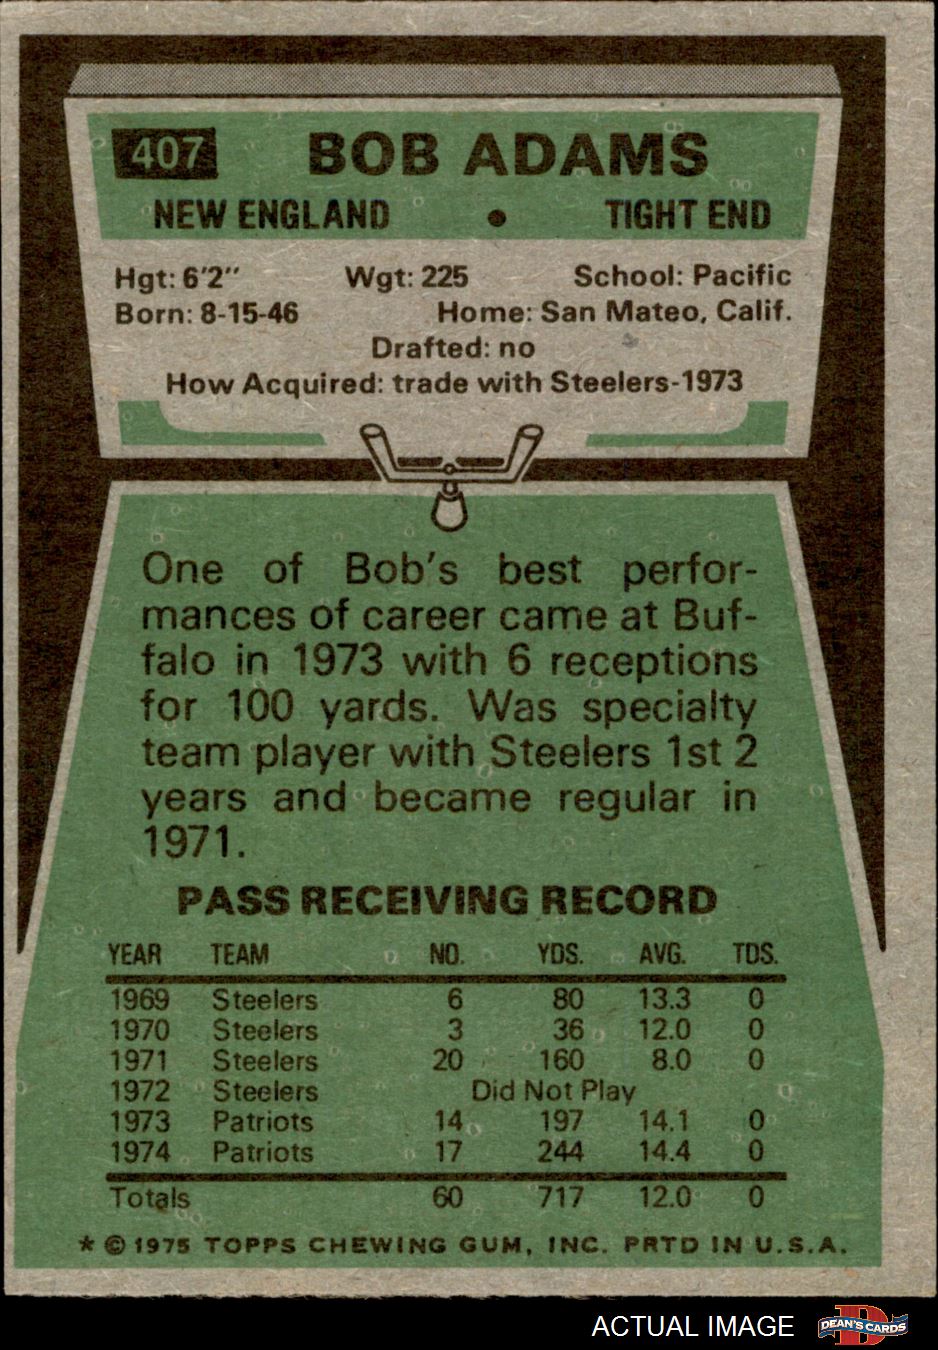 407 BOB ADAMS
NEW ENGLAND • TIGHT END
Hgt: 6'2" Wgt: 225 School: Pacific
Born: 8-15-46 Home: San Mateo, Calif.
Drafted: no
How Acquired: trade with Steelers-1973
One of Bob's best perfor-
mances of career came at Buf-
falo in 1973 with 6 receptions
for 100 yards. Was specialty
team player with Steelers 1st 2
years and became regular in
1971.
PASS RECEIVING RECORD
YEAR TEAM NO. YDS. AVG. TDS.
1969 Steelers 6 80 13.3 0
1970 Steelers 3 36 12.0 0
1971 Steelers 20 160 8.0 0
1972 Steelers Did Not Play
1973 Patriots 14 197 14.1 0
1974 Patriots 17 244 14.4 0
Totals 60 717 12.0 0
* © 1975 TOPPS CHEWING GUM, INC. PRTD IN U.S.A.
ACTUAL IMAGE D DEAN'S CARDS